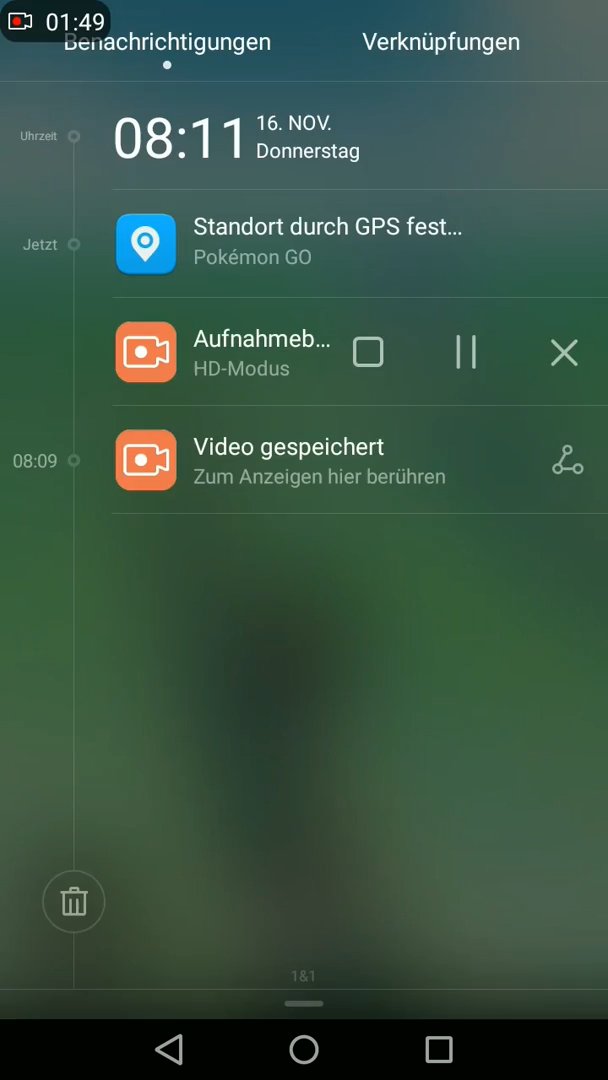 01:49
Benachrichtigungen
Verknüpfungen
Uhrzeit
08:11
16. NOV.
Donnerstag
Jetzt
Standort durch GPS fest...
Pokémon GO
Aufnahmeb...
HD-Modus
08:09
Video gespeichert
Zum Anzeigen hier berühren
1&1